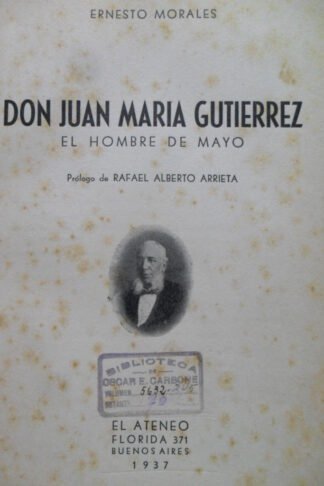 ERNESTO MORALES
DON JUAN MARIA GUTIERREZ
EL HOMBRE DE MAYO
Prólogo de RAFAEL ALBERTO ARRIETA
BIBLIOTECA
DE
OSCAR E. CARBONE
VOLUMEN 5632
EL ATENEO
FLORIDA 371
BUENOS AIRES
1937